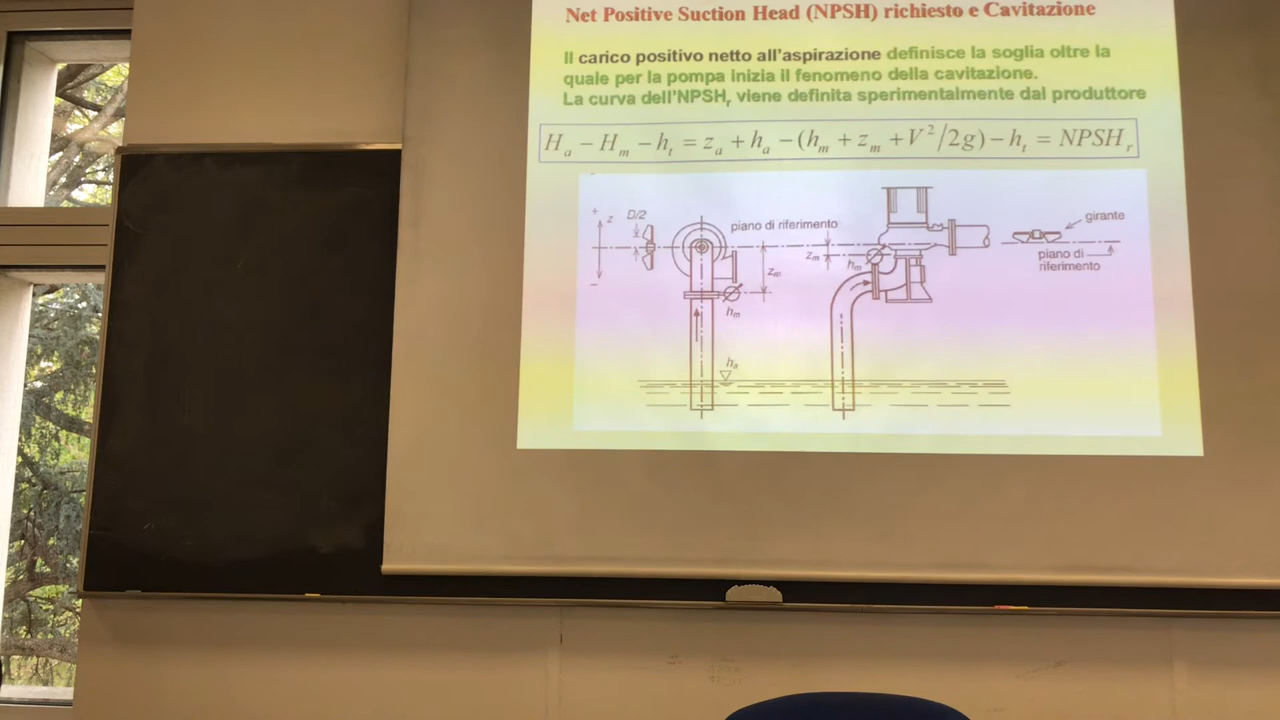 Net Positive Suction Head (NPSH) richiesto e Cavitazione
Il carico positivo netto all'aspirazione definisce la soglia oltre la
quale per la pompa inizia il fenomeno della cavitazione.
La curva dell'NPSHr viene definita sperimentalmente dal produttore
Ha − Hm − ht = za + ha − (hm + zm + V²/2g) − ht = NPSHr
+
z
D/2
−
piano di riferimento
zm
hm
ha
zm
hm
girante
piano di
riferimento